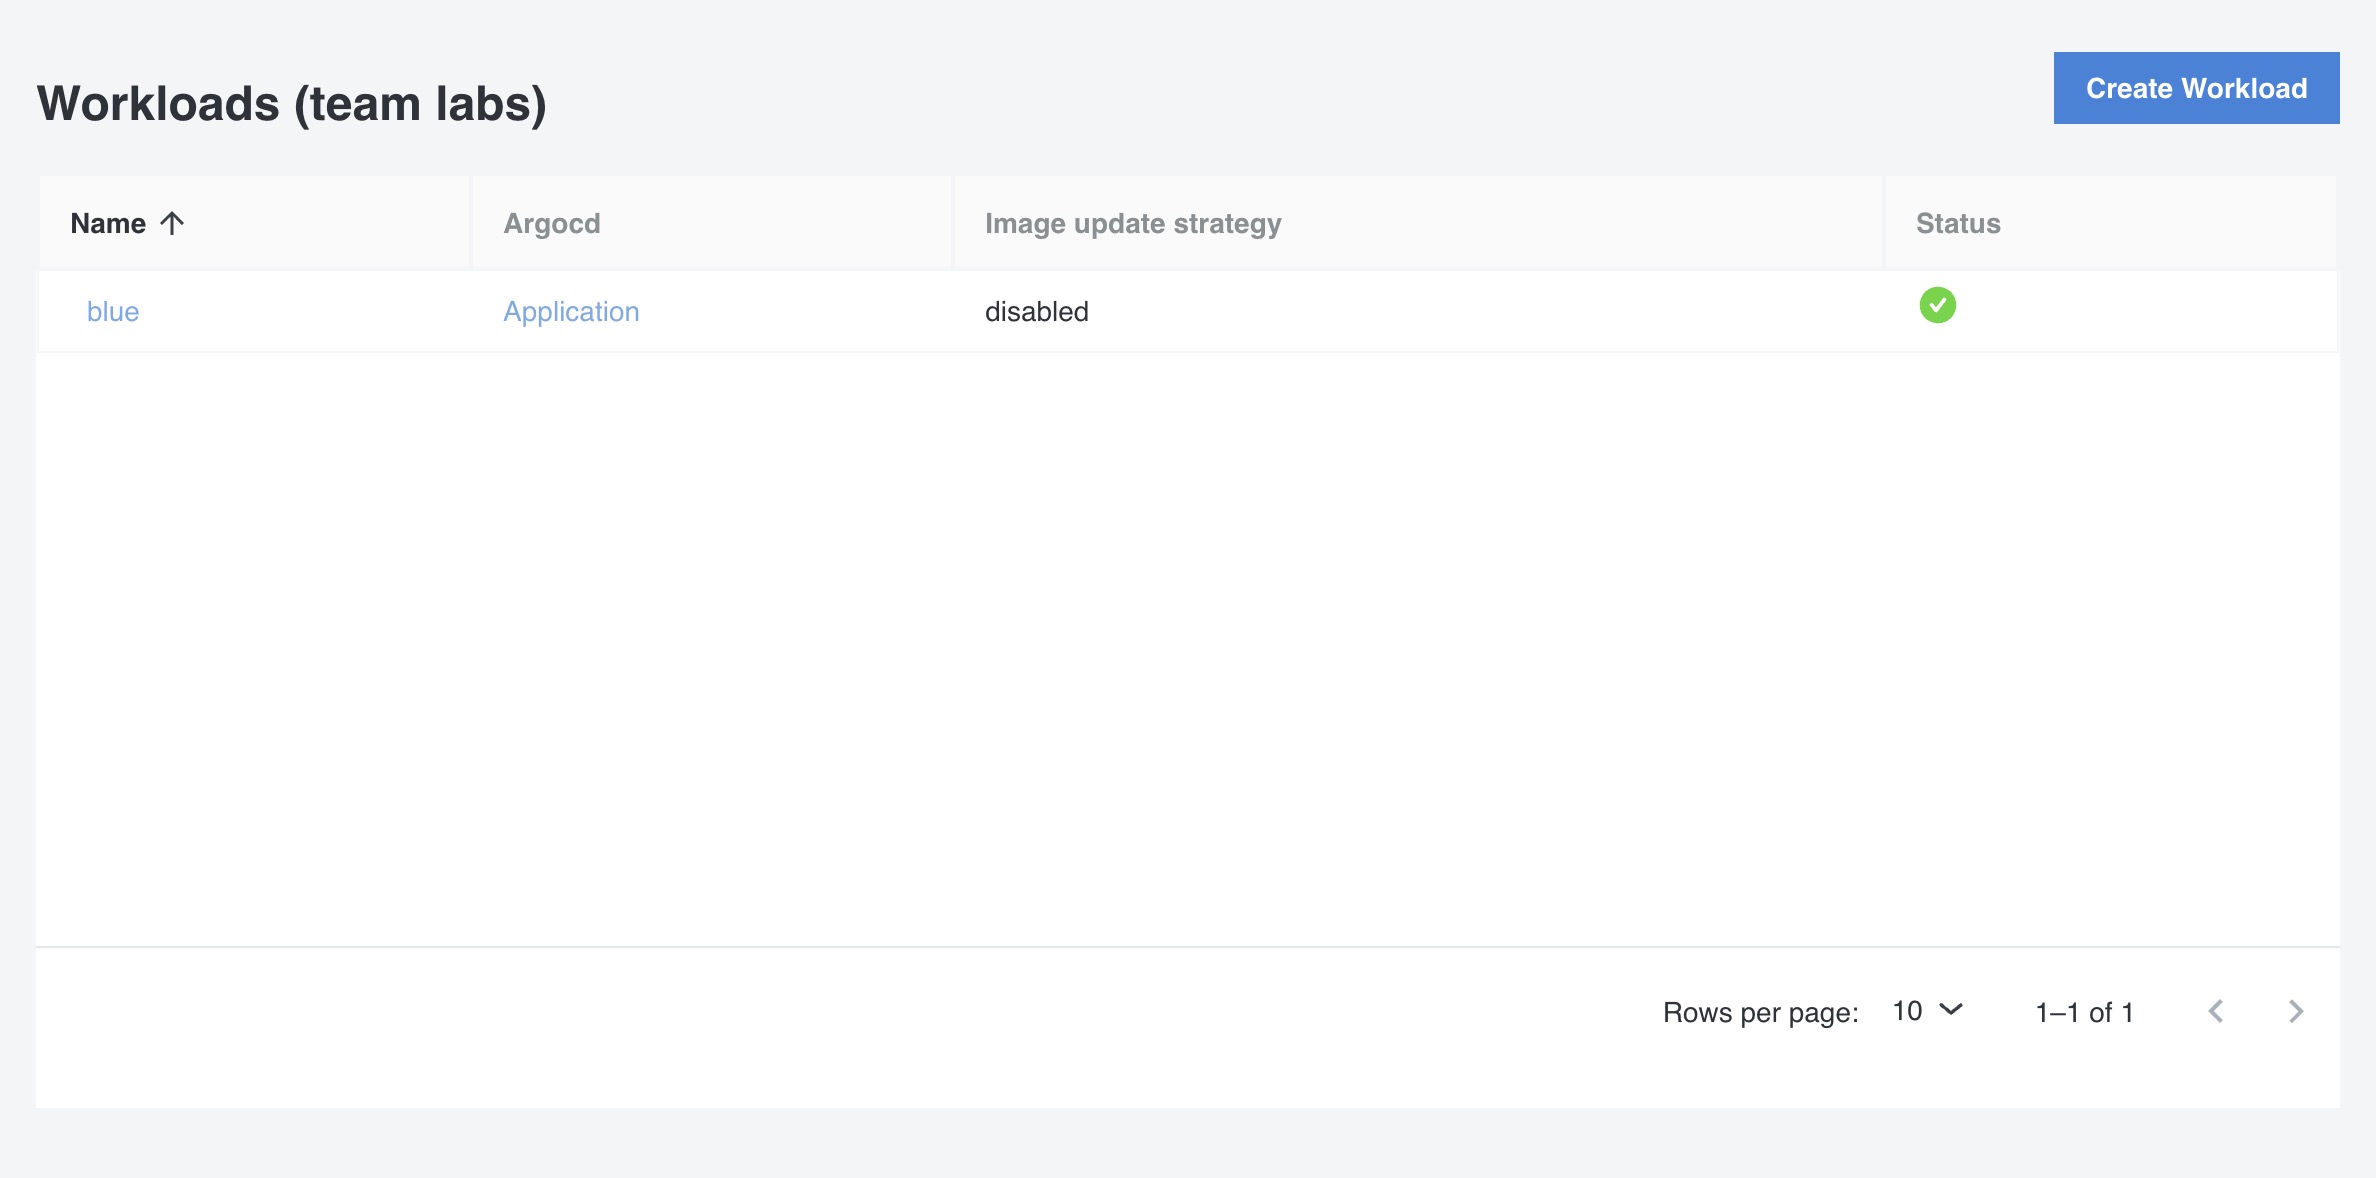 Workloads (team labs)
Create Workload
Name Argocd Image update strategy Status
blue Application disabled
Rows per page: 10 1–1 of 1